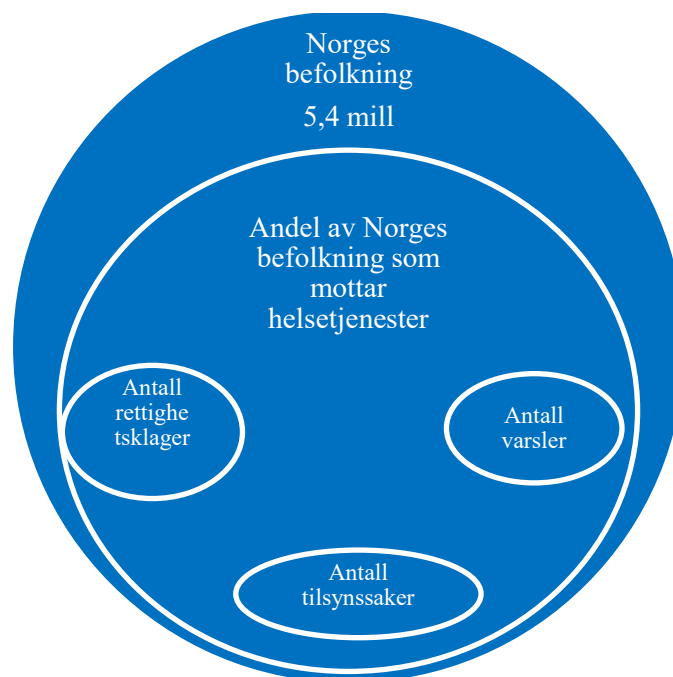 Norges
befolkning
5,4 mill
Andel av Norges
befolkning som
mottar
helsetjenester
Antall
rettighe
tsklager
Antall
varsler
Antall
tilsynssaker